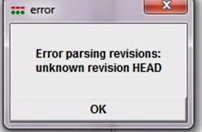 error
Error parsing revisions:
unknown revision HEAD
OK